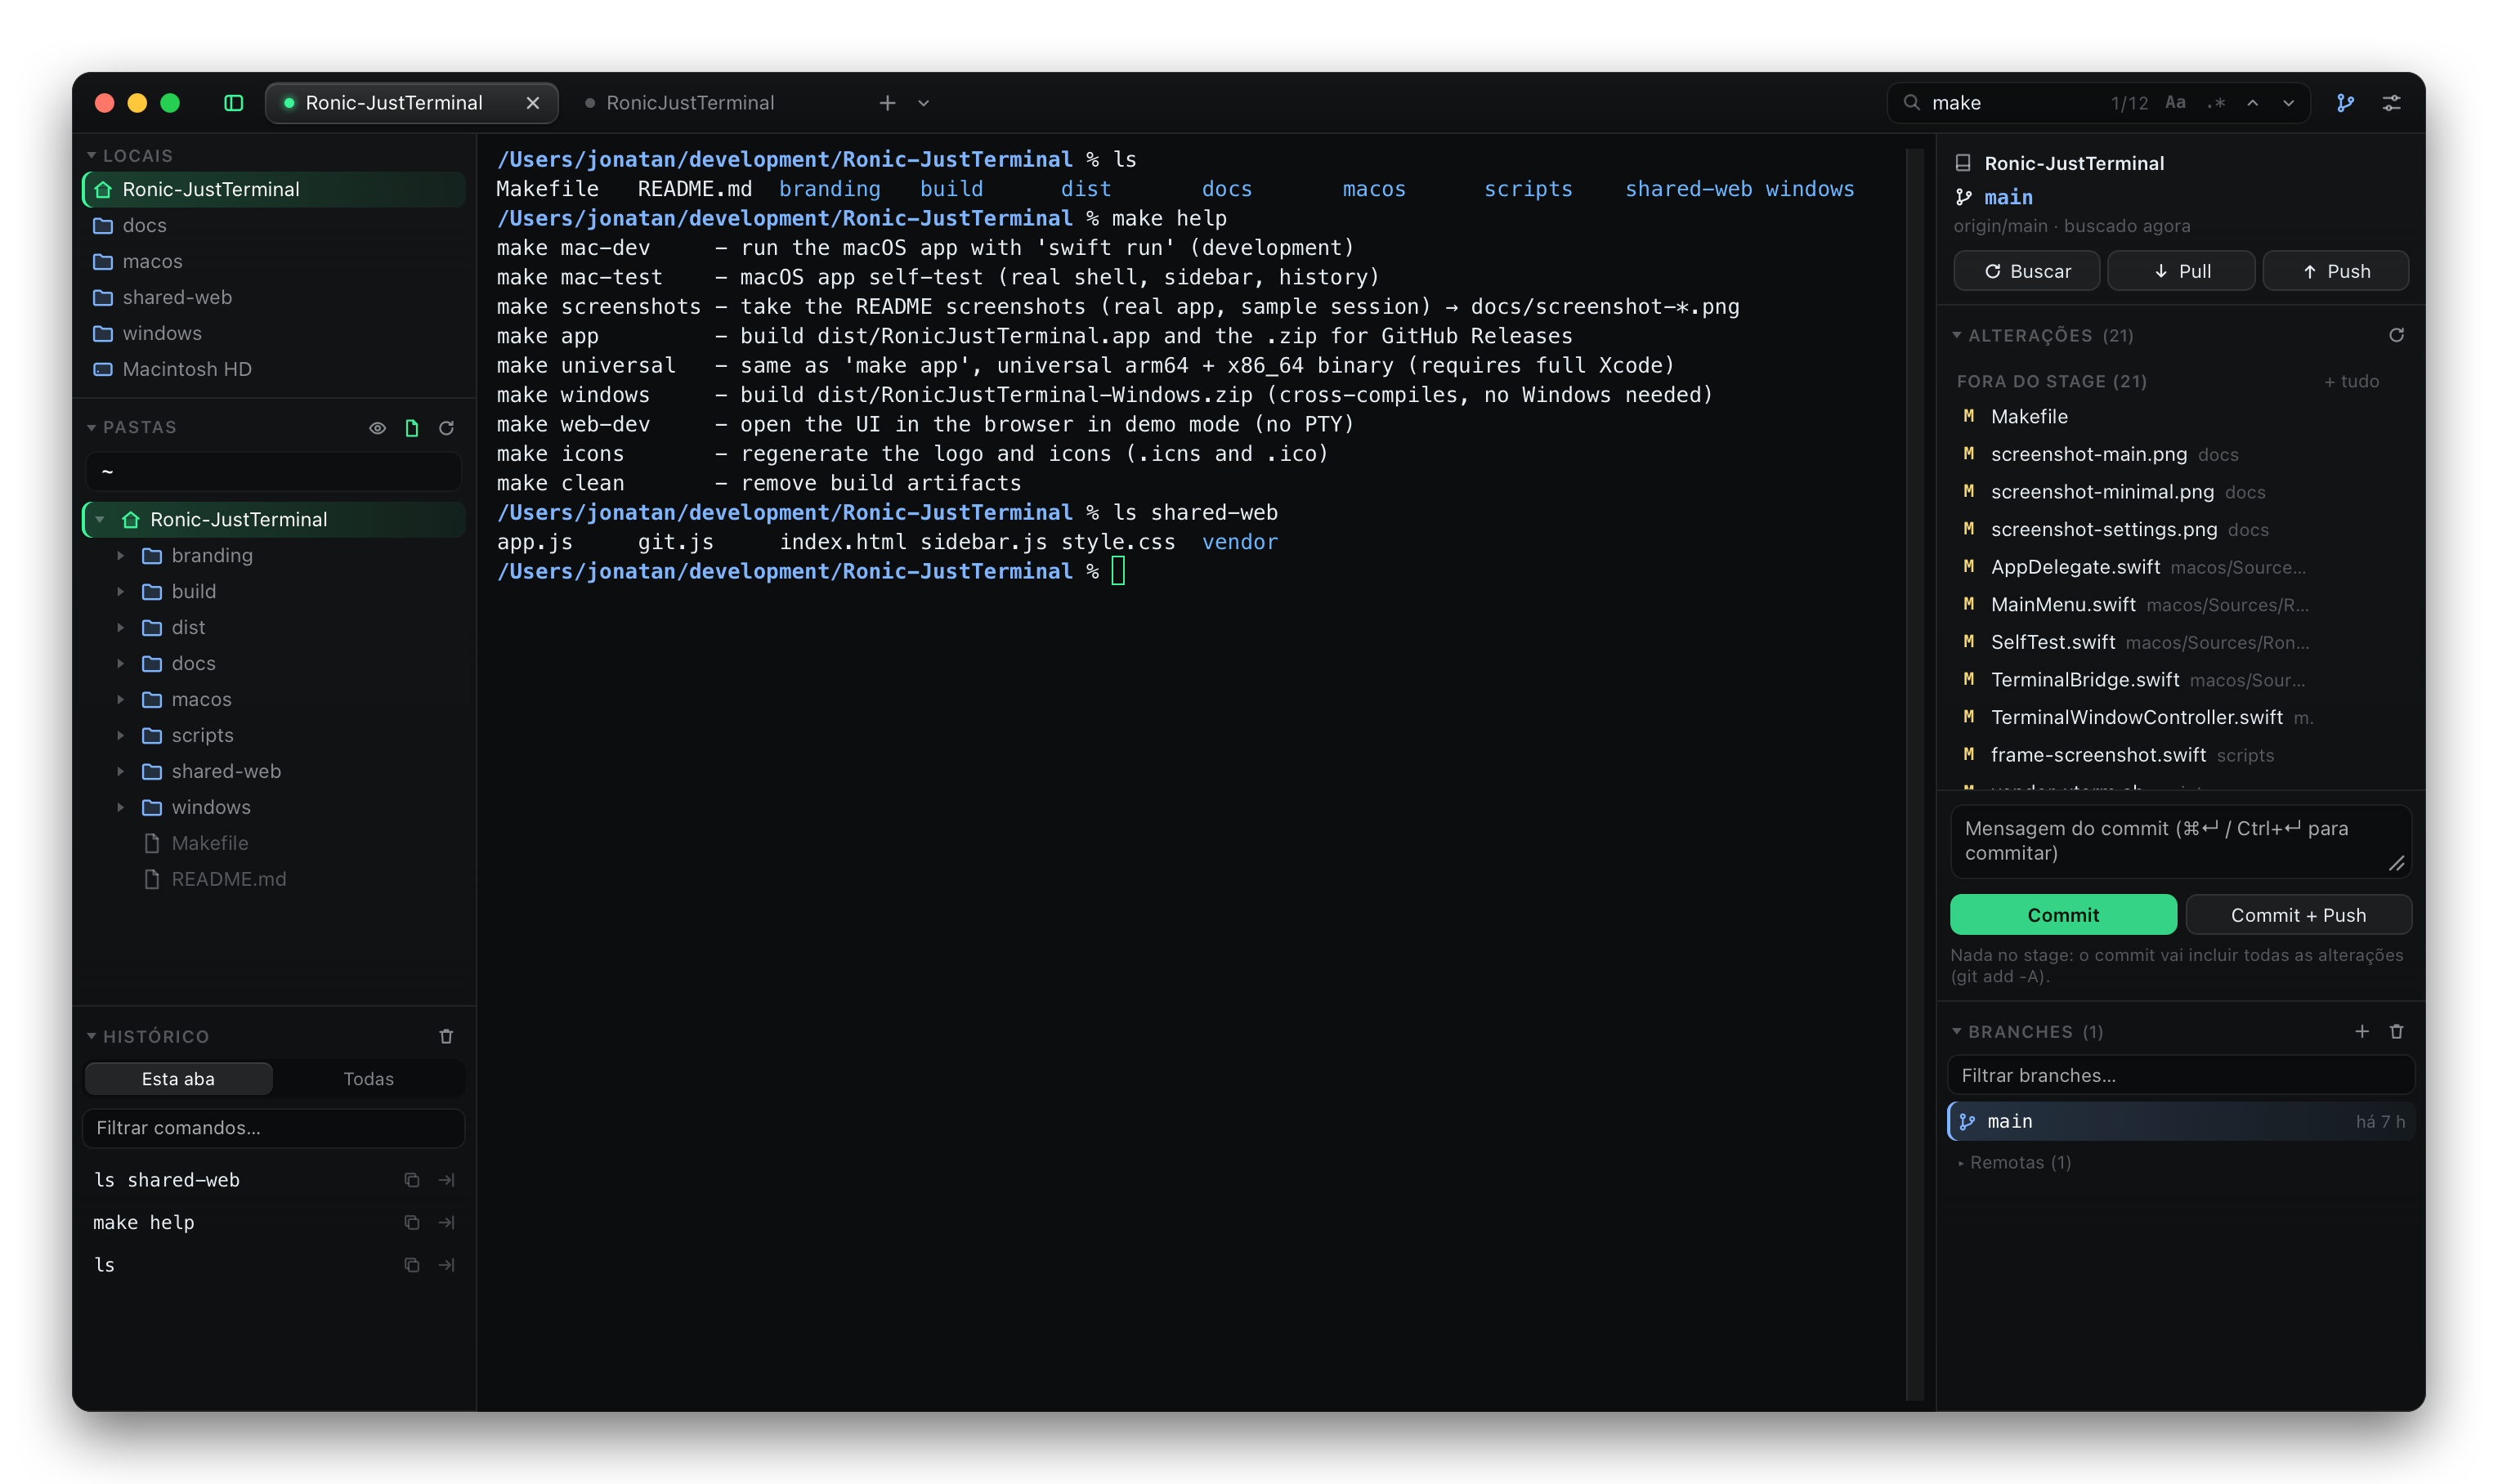 Ronic-JustTerminal
RonicJustTerminal
make 1/12 Aa .*
LOCAIS
Ronic-JustTerminal
docs
macos
shared-web
windows
Macintosh HD
PASTAS
~
Ronic-JustTerminal
branding
build
dist
docs
macos
scripts
shared-web
windows
Makefile
README.md
HISTÓRICO
Esta aba Todas
Filtrar comandos...
ls shared-web
make help
ls
/Users/jonatan/development/Ronic-JustTerminal % ls
Makefile README.md branding build dist docs macos scripts shared-web windows
/Users/jonatan/development/Ronic-JustTerminal % make help
make mac-dev – run the macOS app with 'swift run' (development)
make mac-test – macOS app self-test (real shell, sidebar, history)
make screenshots – take the README screenshots (real app, sample session) → docs/screenshot-*.png
make app – build dist/RonicJustTerminal.app and the .zip for GitHub Releases
make universal – same as 'make app', universal arm64 + x86_64 binary (requires full Xcode)
make windows – build dist/RonicJustTerminal-Windows.zip (cross-compiles, no Windows needed)
make web-dev – open the UI in the browser in demo mode (no PTY)
make icons – regenerate the logo and icons (.icns and .ico)
make clean – remove build artifacts
/Users/jonatan/development/Ronic-JustTerminal % ls shared-web
app.js git.js index.html sidebar.js style.css vendor
/Users/jonatan/development/Ronic-JustTerminal %
Ronic-JustTerminal
main
origin/main · buscado agora
Buscar ↓ Pull ↑ Push
ALTERAÇÕES (21)
FORA DO STAGE (21) + tudo
M Makefile
M screenshot-main.png docs
M screenshot-minimal.png docs
M screenshot-settings.png docs
M AppDelegate.swift macos/Source...
M MainMenu.swift macos/Sources/R...
M SelfTest.swift macos/Sources/Ron...
M TerminalBridge.swift macos/Sour...
M TerminalWindowController.swift m.
M frame-screenshot.swift scripts
Mensagem do commit (⌘↵ / Ctrl+↵ para
commitar)
Commit Commit + Push
Nada no stage: o commit vai incluir todas as alterações
(git add -A).
BRANCHES (1)
Filtrar branches...
main há 7 h
Remotas (1)